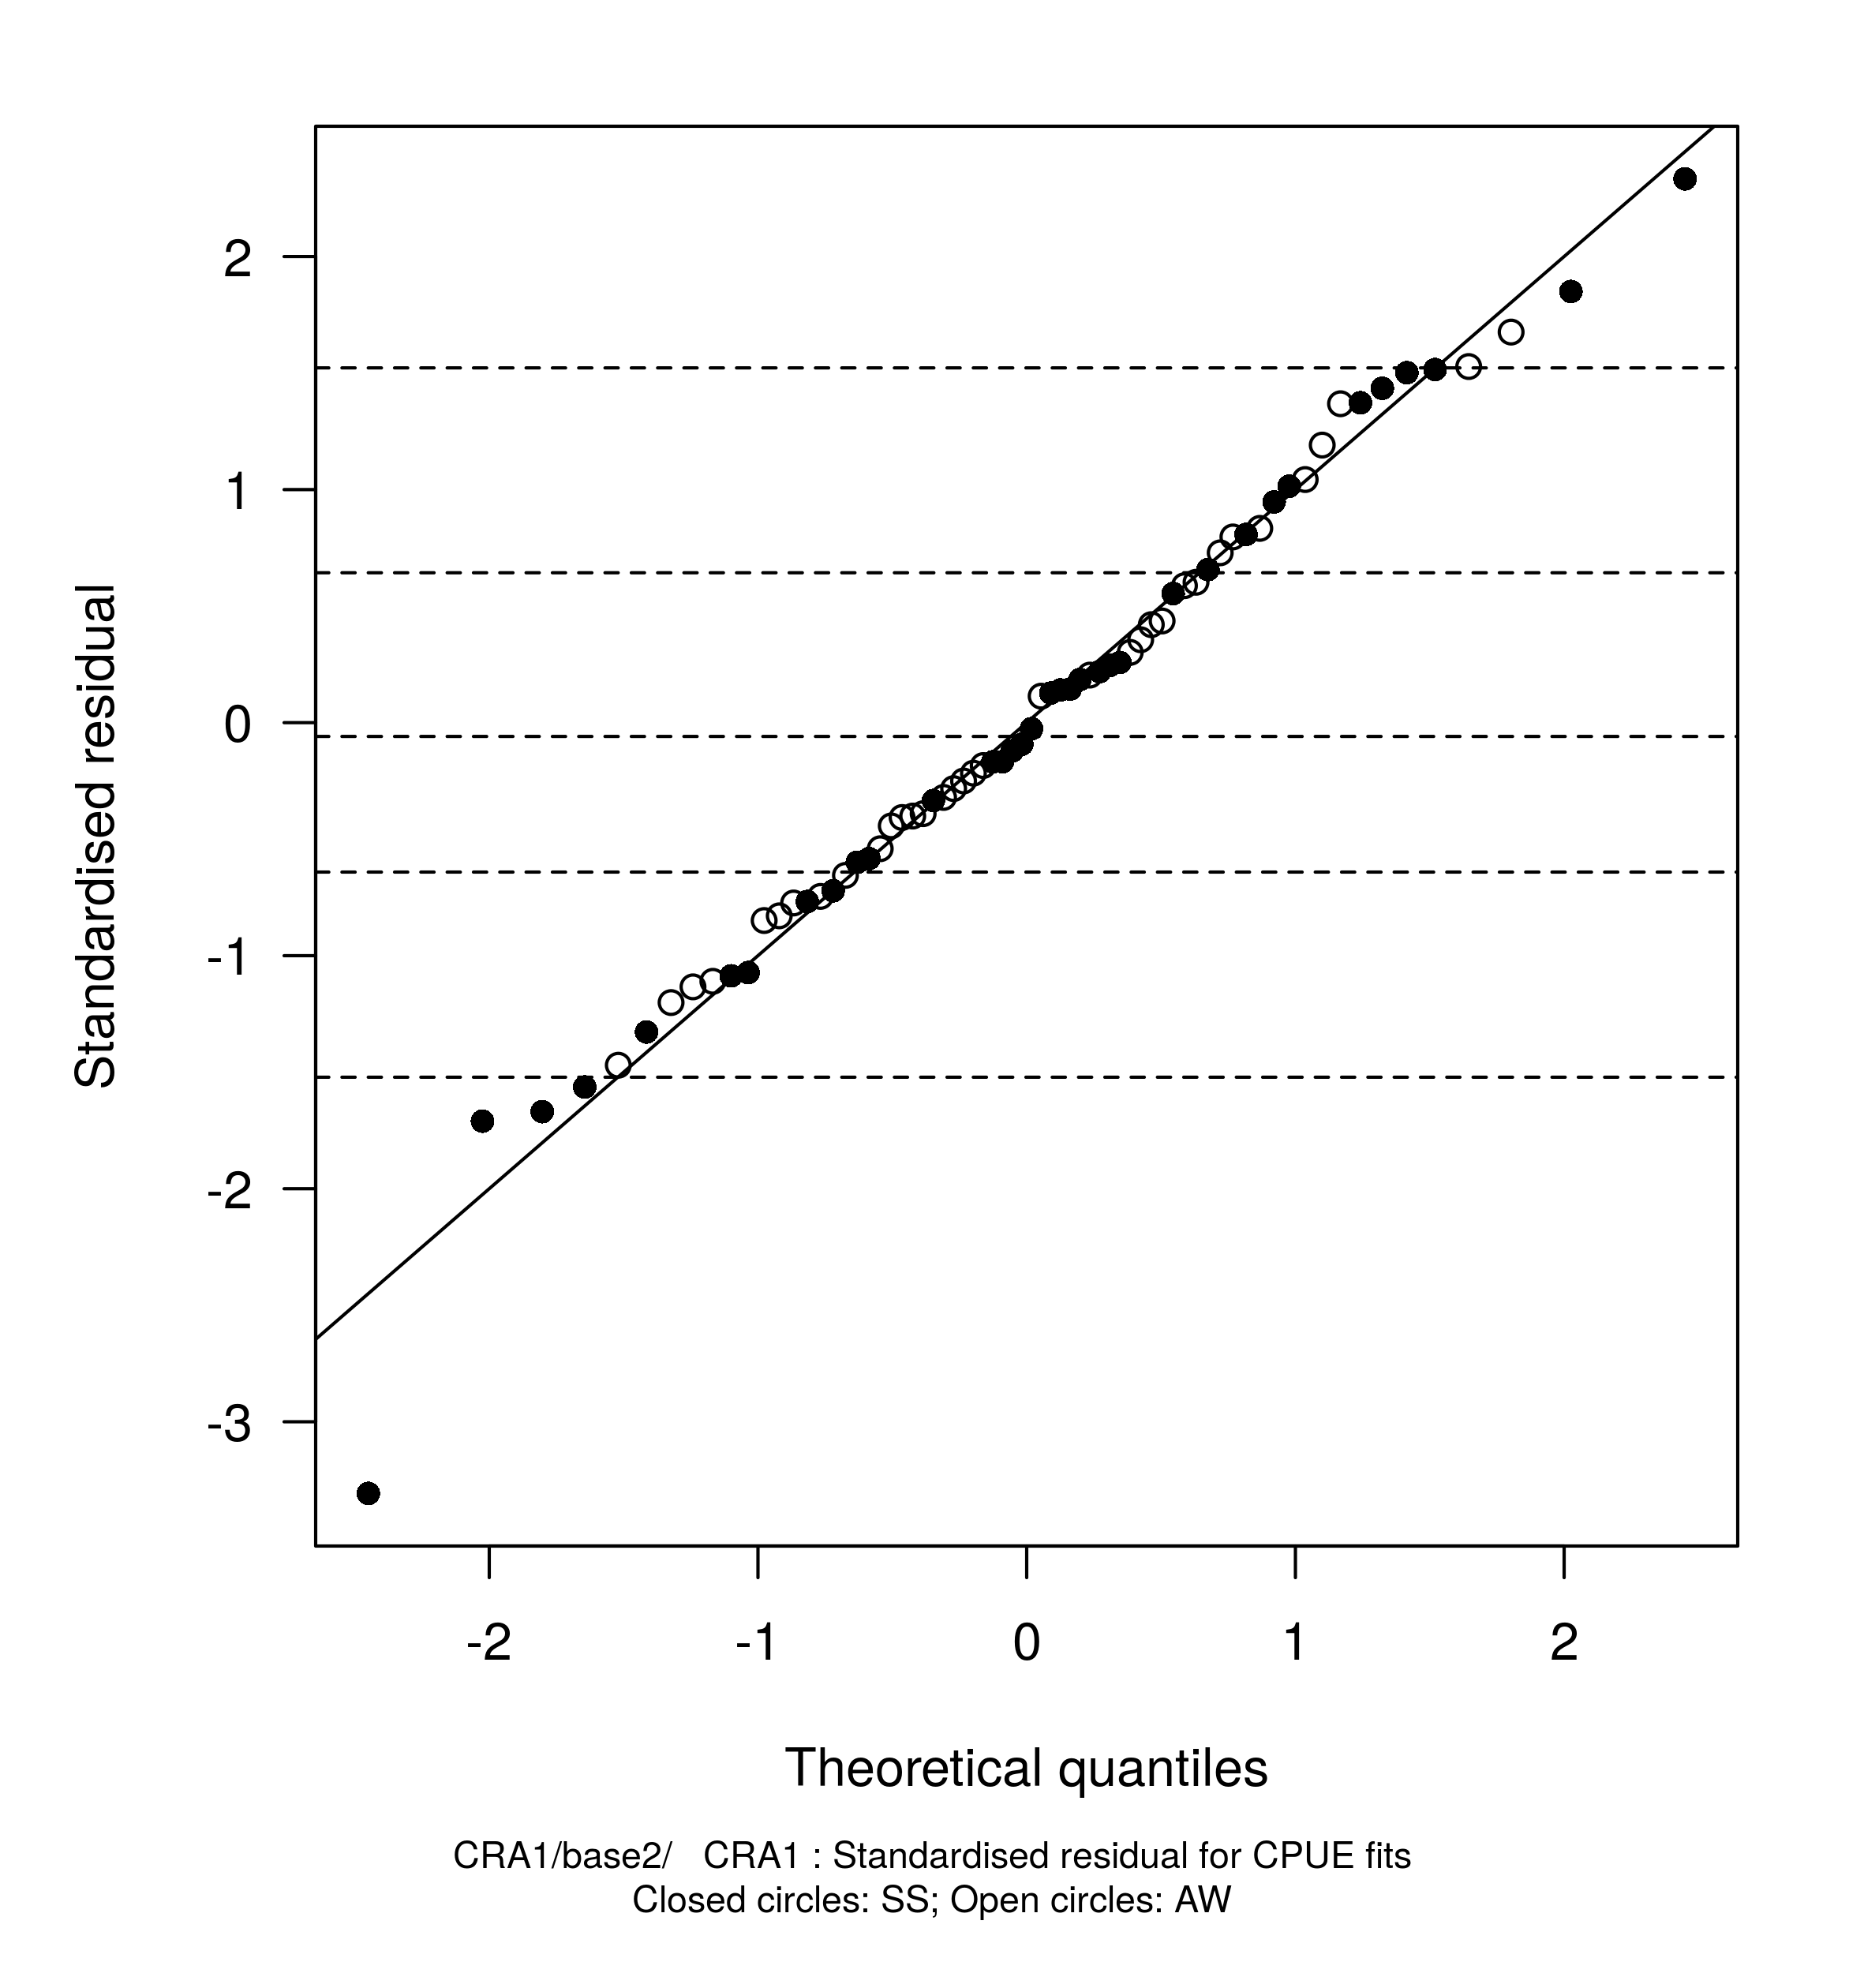 2
1
0
-1
-2
-3
Standardised residual
-2 -1 0 1 2
Theoretical quantiles
CRA1/base2/ CRA1 : Standardised residual for CPUE fits
Closed circles: SS; Open circles: AW